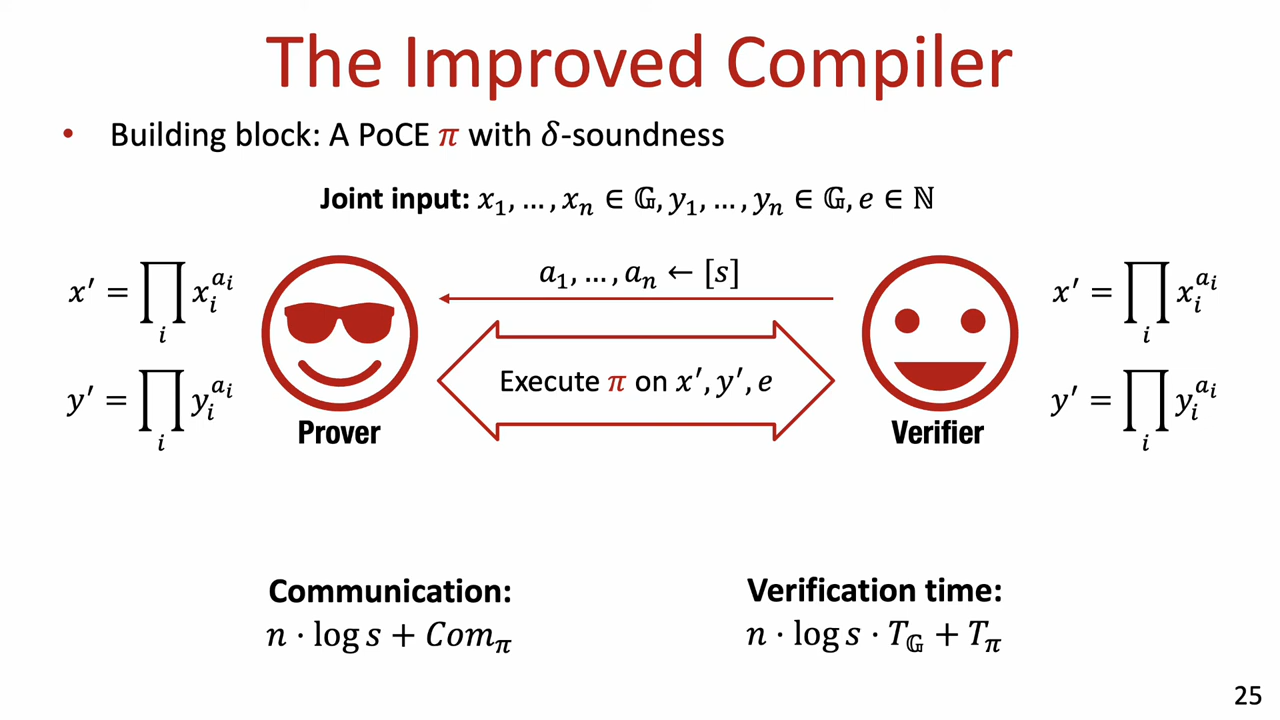 The Improved Compiler
• Building block: A PoCE π with δ-soundness
Joint input: x₁, …, xₙ ∈ 𝔾, y₁, …, yₙ ∈ 𝔾, e ∈ ℕ
x′ = ∏ᵢ xᵢ^{aᵢ}
y′ = ∏ᵢ yᵢ^{aᵢ}
Prover
a₁, …, aₙ ← [s]
Execute π on x′, y′, e
x′ = ∏ᵢ xᵢ^{aᵢ}
y′ = ∏ᵢ yᵢ^{aᵢ}
Verifier
Communication:
n · log s + Com_π
Verification time:
n · log s · T_𝔾 + T_π
25